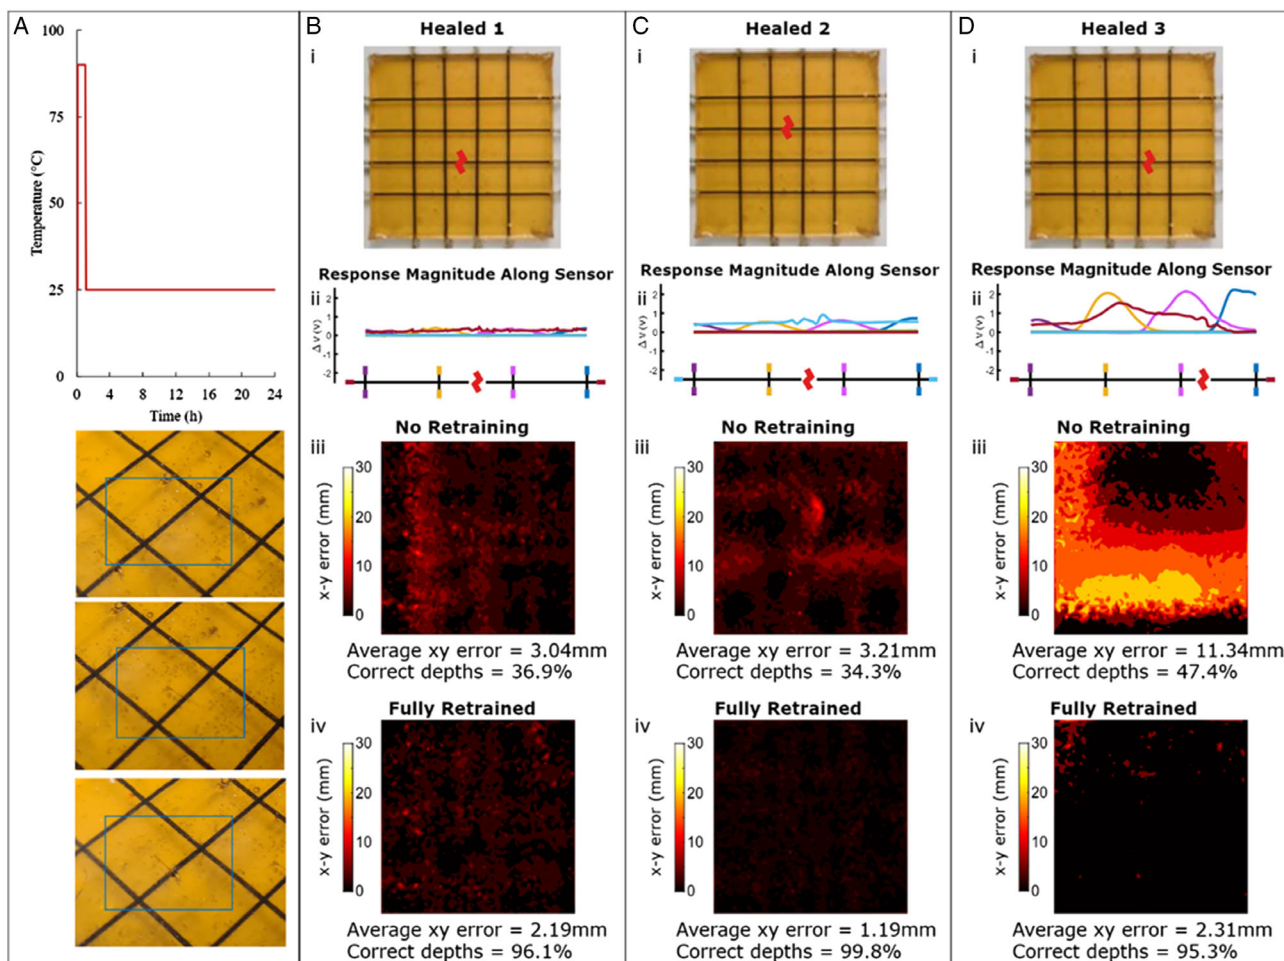 A
100
75
50
25
0
Temperature (°C)
0 4 8 12 16 20 24
Time (h)
B
Healed 1
i
Response Magnitude Along Sensor
ii
2
1
0
-1
-2
Δ V (V)
No Retraining
iii
30
20
10
0
x-y error (mm)
Average xy error = 3.04mm
Correct depths = 36.9%
Fully Retrained
iv
30
20
10
0
x-y error (mm)
Average xy error = 2.19mm
Correct depths = 96.1%
C
Healed 2
i
Response Magnitude Along Sensor
ii
2
1
0
-1
-2
Δ V (V)
No Retraining
iii
30
20
10
0
x-y error (mm)
Average xy error = 3.21mm
Correct depths = 34.3%
Fully Retrained
iv
30
20
10
0
x-y error (mm)
Average xy error = 1.19mm
Correct depths = 99.8%
D
Healed 3
i
Response Magnitude Along Sensor
ii
2
1
0
-1
-2
Δ V (V)
No Retraining
iii
30
20
10
0
x-y error (mm)
Average xy error = 11.34mm
Correct depths = 47.4%
Fully Retrained
iv
30
20
10
0
x-y error (mm)
Average xy error = 2.31mm
Correct depths = 95.3%